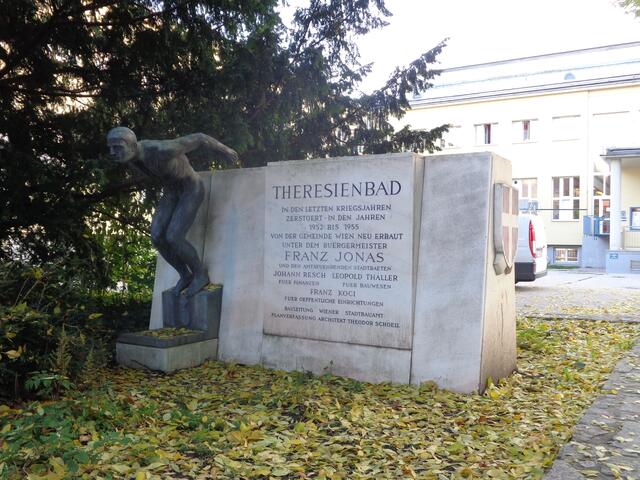 THERESIENBAD
IN DEN LETZTEN KRIEGSJAHREN
ZERSTOERT · IN DEN JAHREN
1952 BIS 1955
VON DER GEMEINDE WIEN NEU ERBAUT
UNTER DEM BUERGERMEISTER
FRANZ JONAS
UND DEN AMTSFUEHRENDEN STADTRAETEN
JOHANN RESCH LEOPOLD THALLER
FUER FINANZEN FUER BAUWESEN
FRANZ KOCI
FUER OEFFENTLICHE EINRICHTUNGEN
BAULEITUNG WIENER STADTBAUAMT
PLANVERFASSUNG ARCHITEKT THEODOR SCHOELL